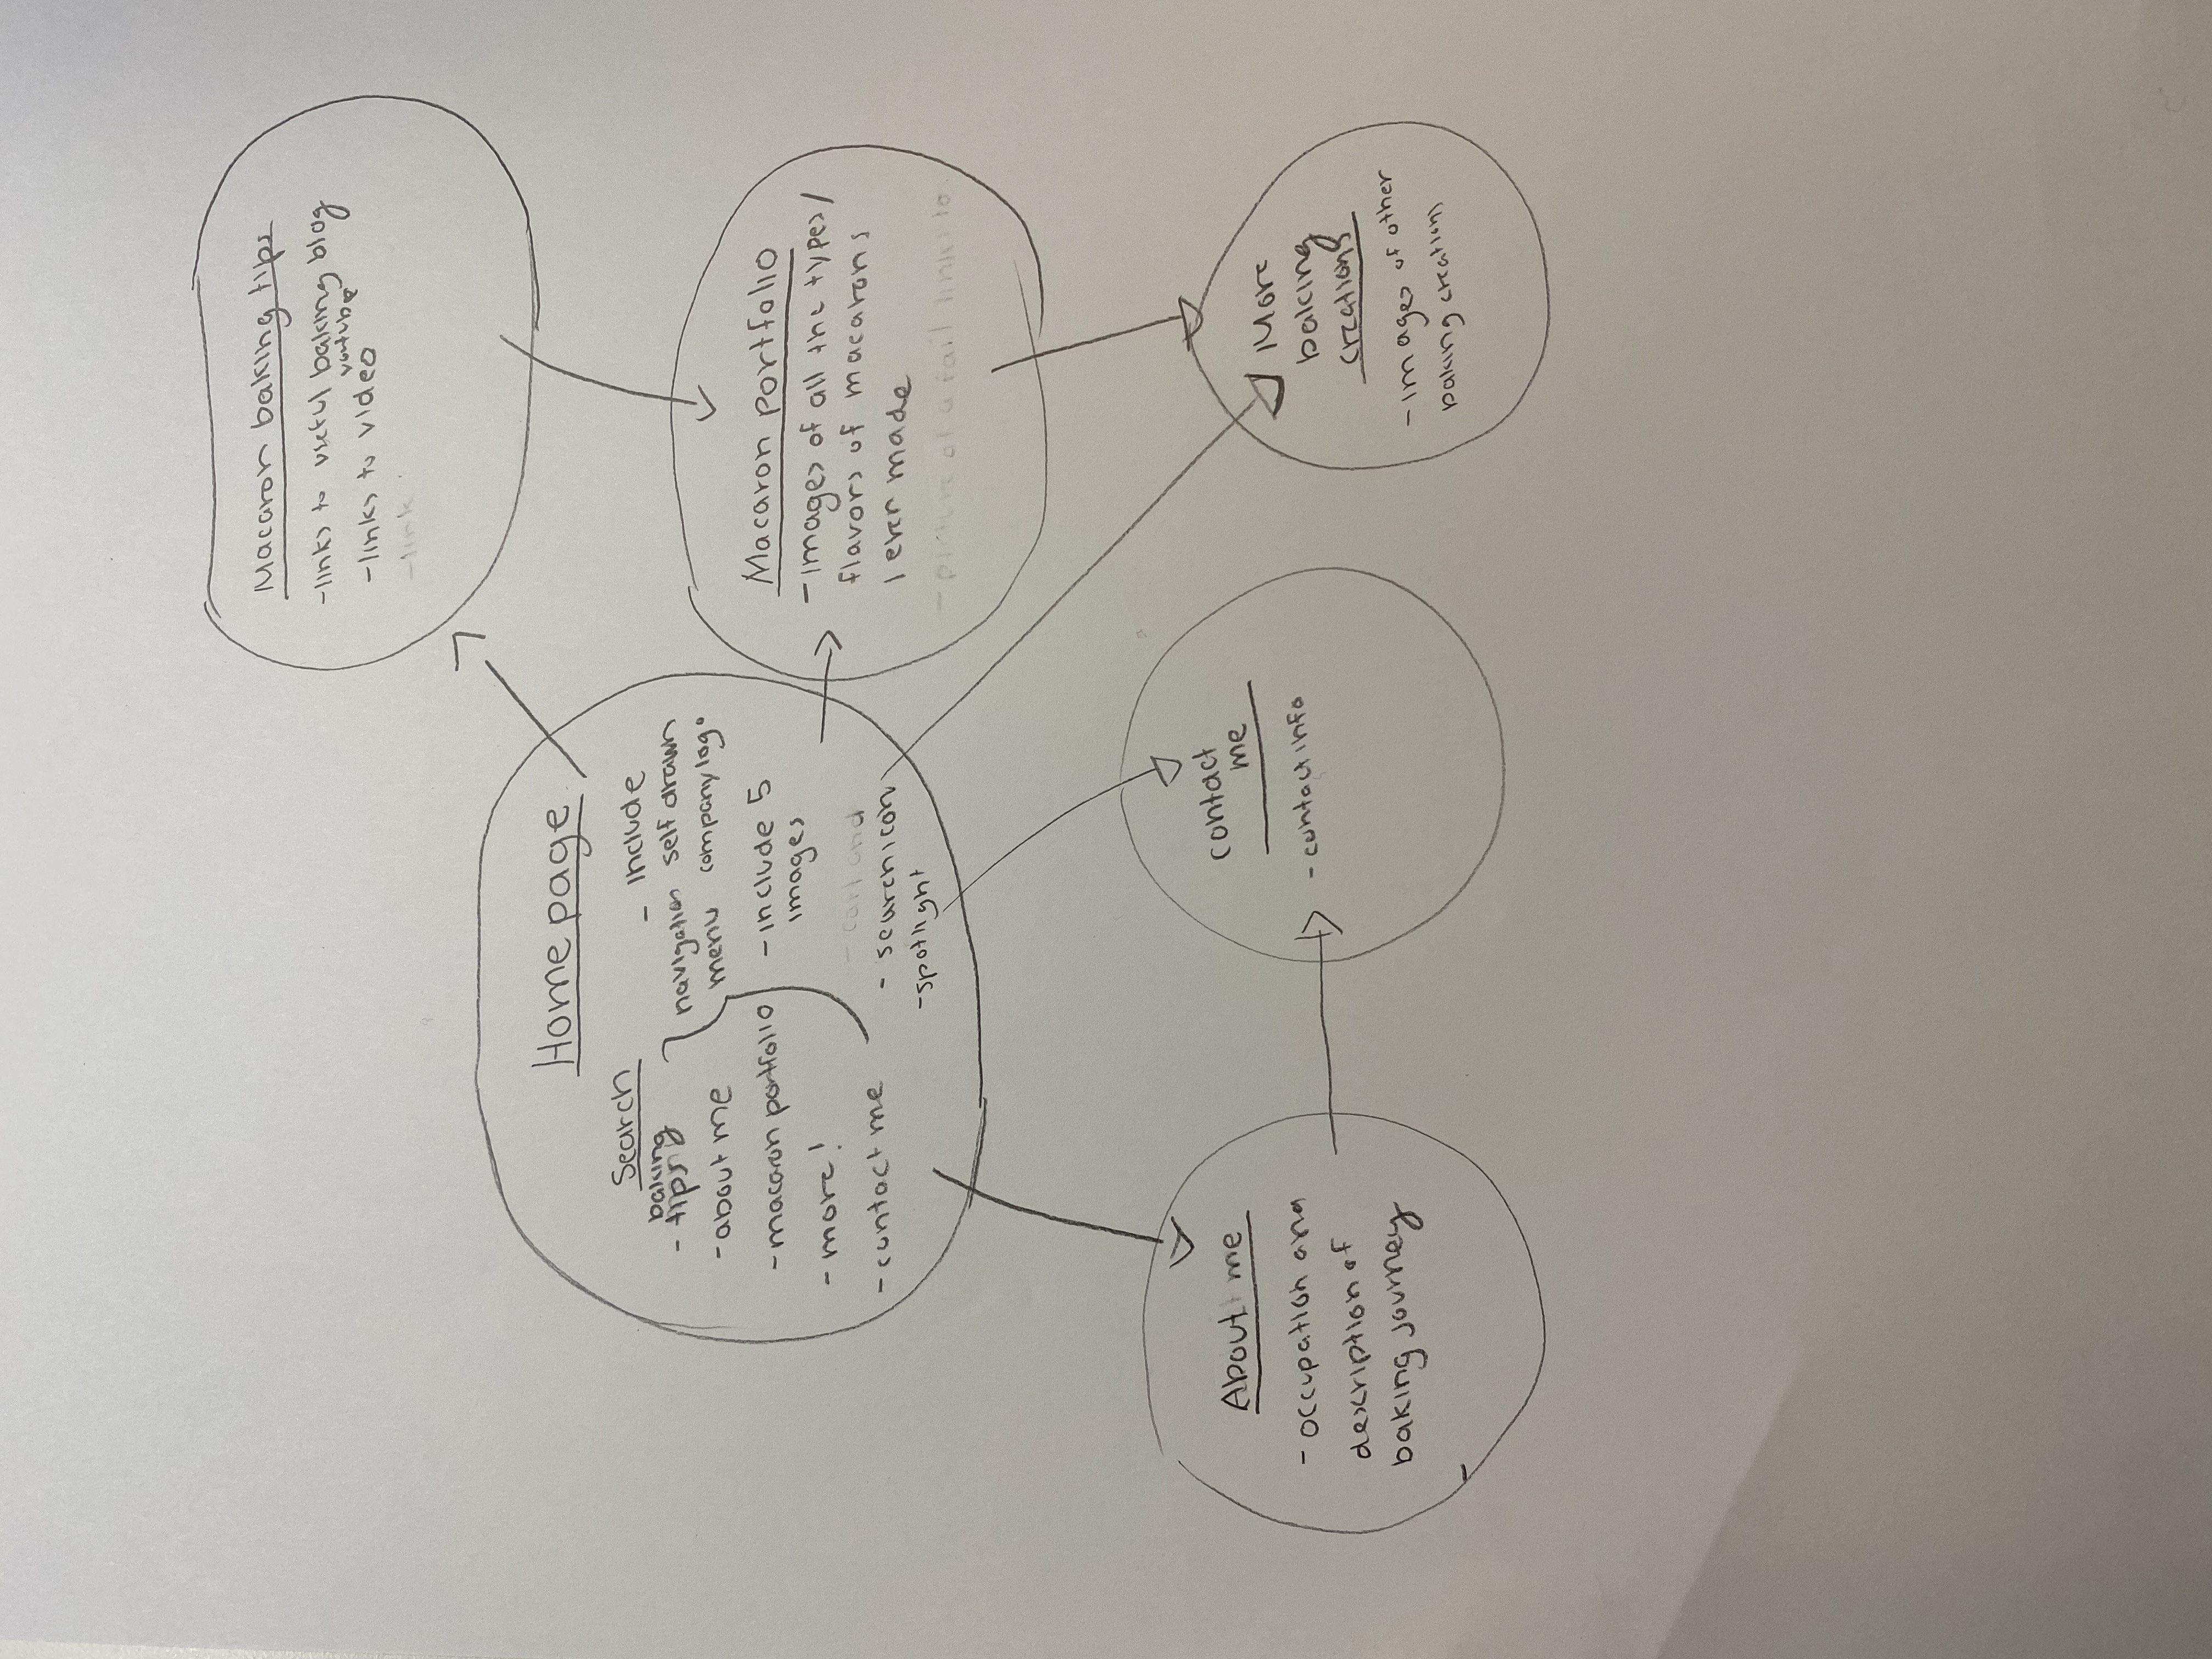 Macaron baking tips
-links to useful baking blog
youtube
-links to video
-link
Home page
Search
baking
- tips
-about me
-macaron portfolio
-more!
-contact me
navigation
menu
- include
self drawn
company logo
-include 5
images
- cart and
- search icon
-spotlight
Macaron portfolio
-images of all the types/
flavors of macarons
I ever made
- picture of a fail links to
About me
- occupation and
description of
baking journey
-
contact
me
- contact info
More
baking
creations
-images of other
baking creations